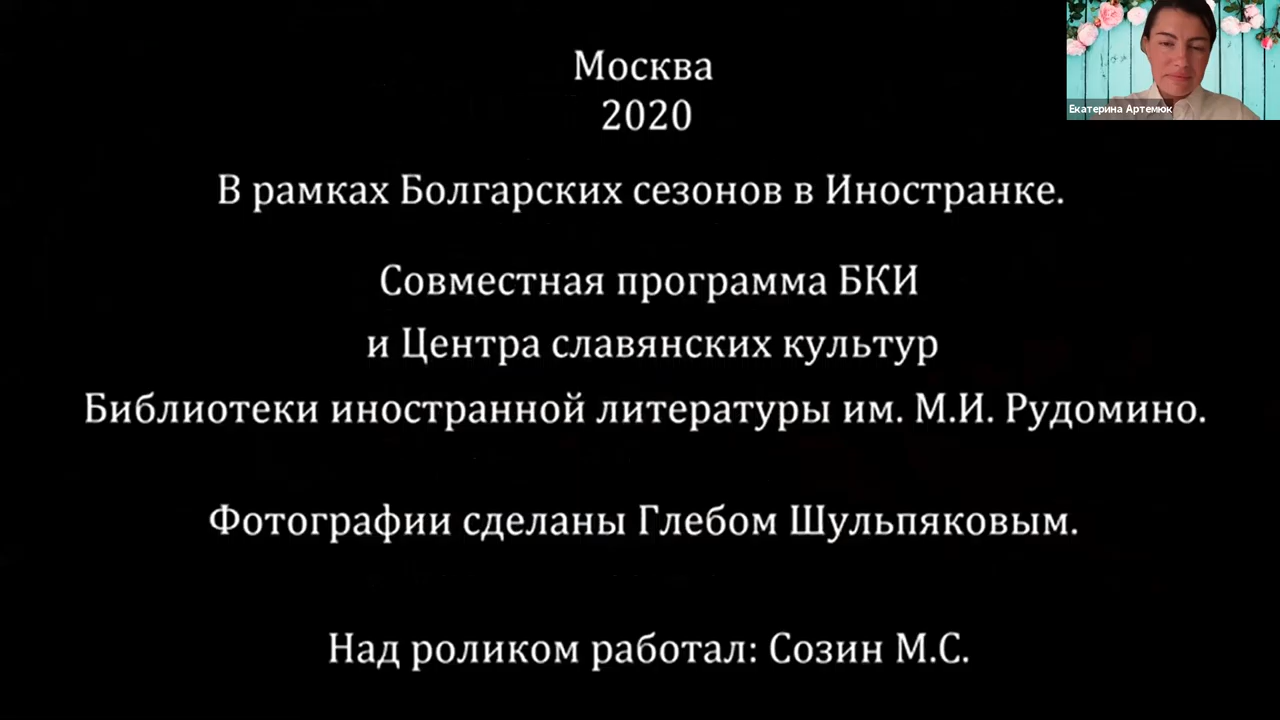 Москва
2020
Екатерина Артемюк
В рамках Болгарских сезонов в Иностранке.
Совместная программа БКИ
и Центра славянских культур
Библиотеки иностранной литературы им. М.И. Рудомино.
Фотографии сделаны Глебом Шульпяковым.
Над роликом работал: Созин М.С.